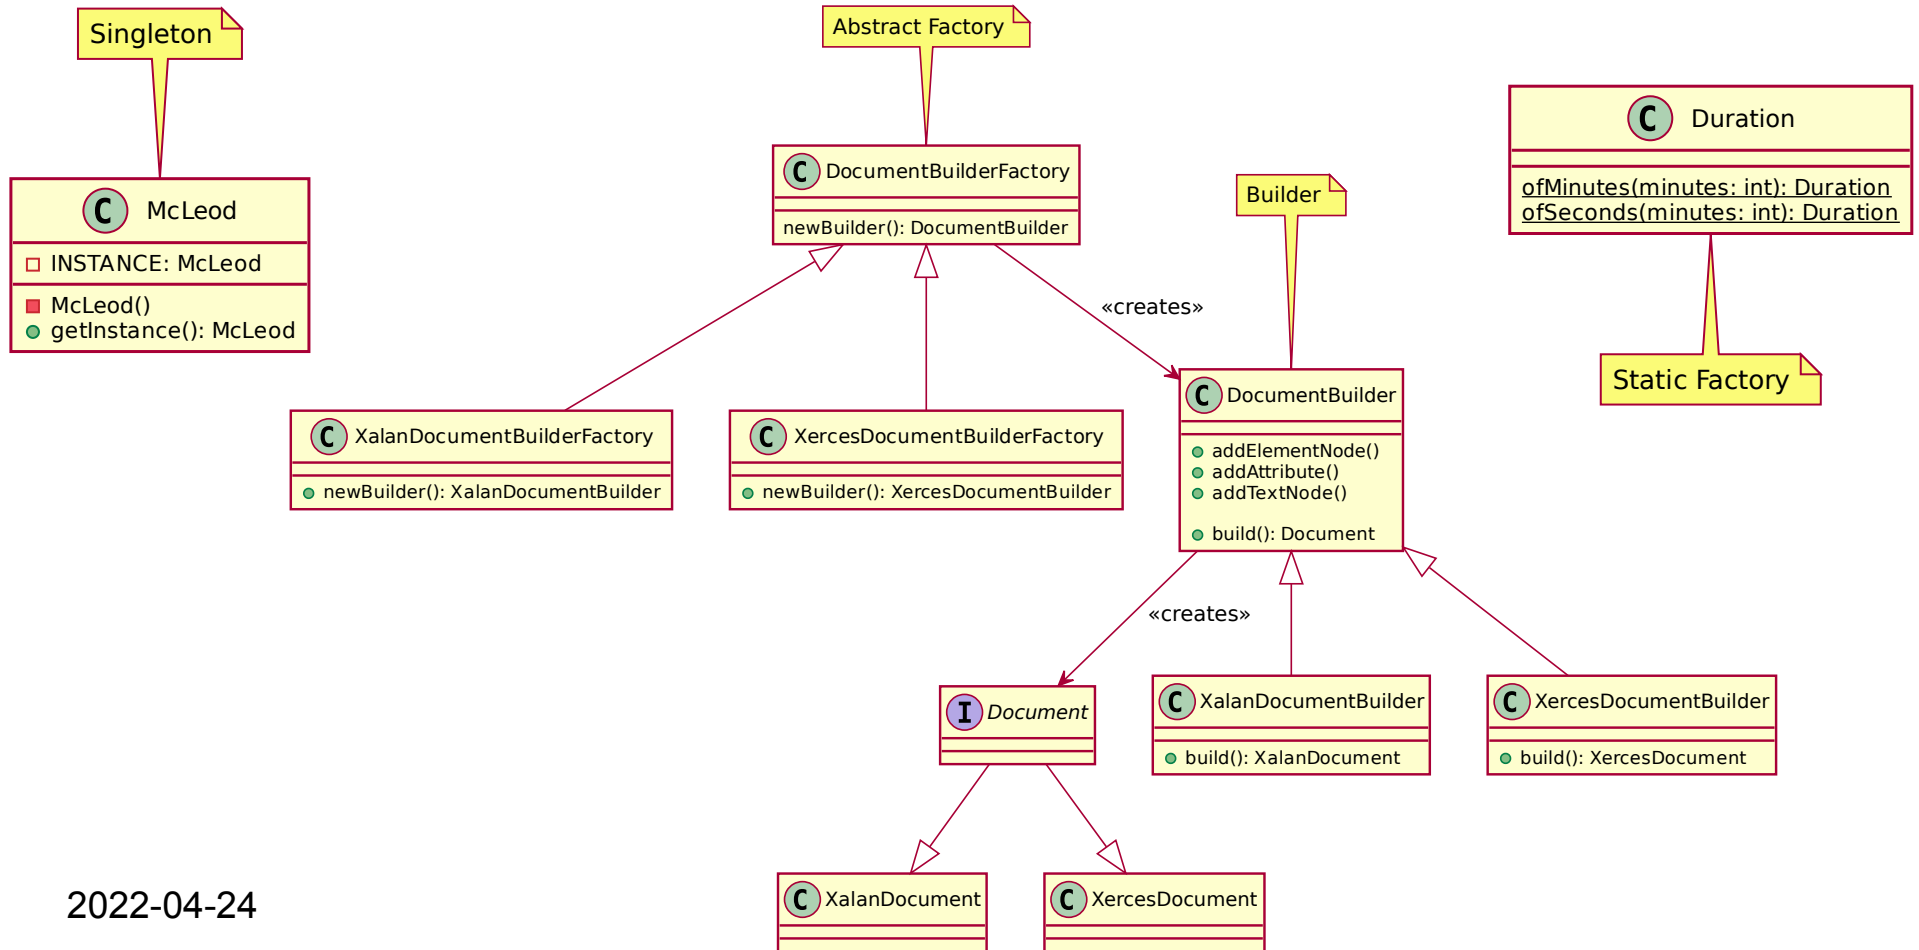 Singleton
C McLeod
INSTANCE: McLeod
McLeod()
getInstance(): McLeod
Abstract Factory
C DocumentBuilderFactory
newBuilder(): DocumentBuilder
«creates»
Builder
C Duration
ofMinutes(minutes: int): Duration
ofSeconds(minutes: int): Duration
Static Factory
C XalanDocumentBuilderFactory
newBuilder(): XalanDocumentBuilder
C XercesDocumentBuilderFactory
newBuilder(): XercesDocumentBuilder
C DocumentBuilder
addElementNode()
addAttribute()
addTextNode()
build(): Document
«creates»
I Document
C XalanDocumentBuilder
build(): XalanDocument
C XercesDocumentBuilder
build(): XercesDocument
C XalanDocument
C XercesDocument
2022-04-24